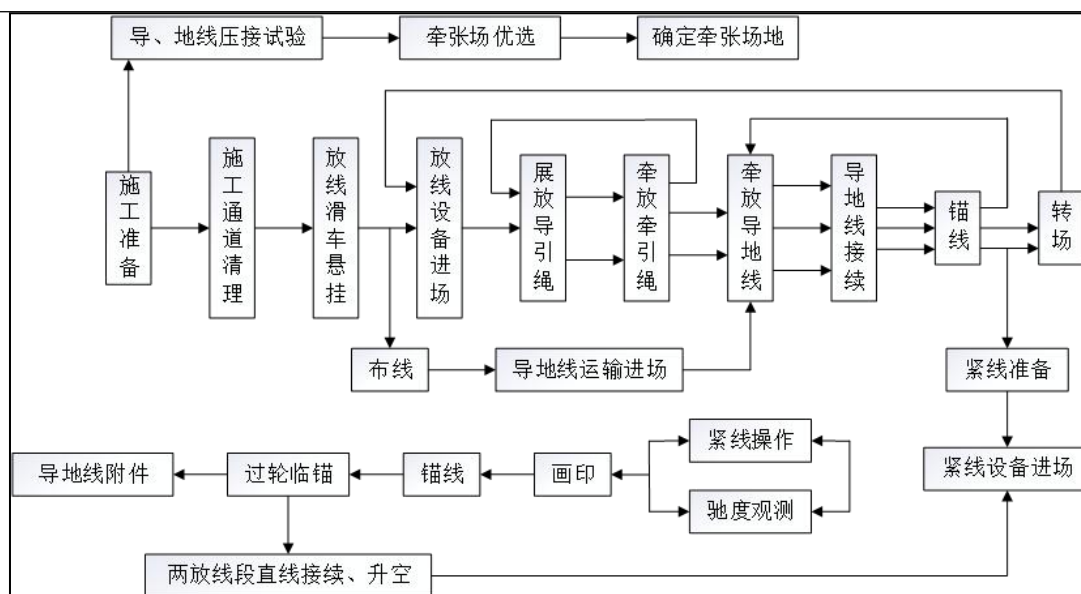 导、地线压接试验
牵张场优选
确定牵张场地
施工准备
施工通道清理
放线滑车悬挂
放线设备进场
展放导引绳
牵放牵引绳
牵放导地线
导地线接续
锚线
转场
布线
导地线运输进场
紧线准备
导地线附件
过轮临锚
锚线
画印
紧线操作
驰度观测
紧线设备进场
两放线段直线接续、升空